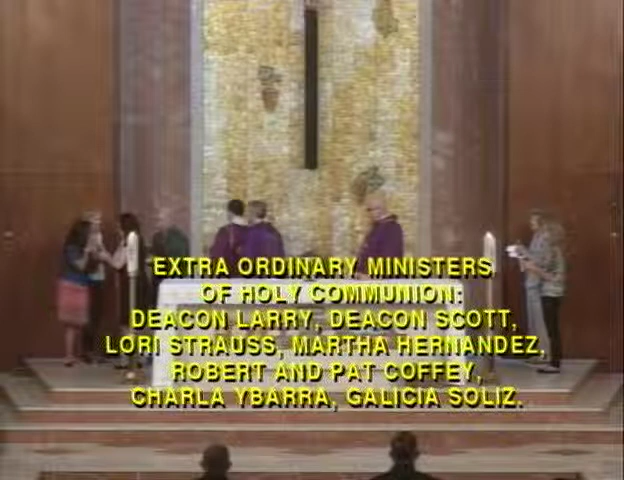 EXTRA ORDINARY MINISTERS
OF HOLY COMMUNION:
DEACON LARRY, DEACON SCOTT,
LORI STRAUSS, MARTHA HERNANDEZ,
ROBERT AND PAT COFFEY,
CHARLA YBARRA, GALICIA SOLIZ.